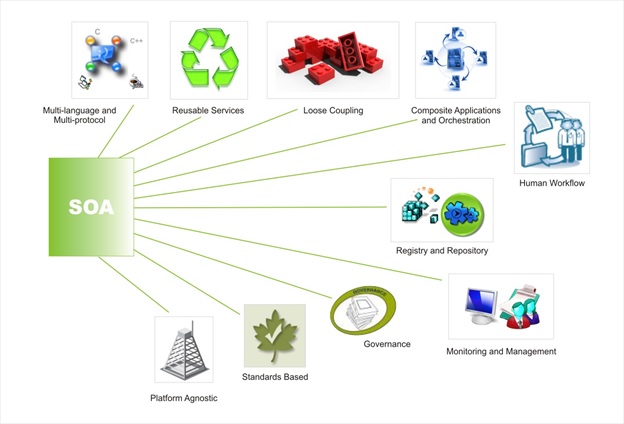 C
C++
Multi-language and
Multi-protocol
Reusable Services
Loose Coupling
Composite Applications
and Orchestration
Human Workflow
SOA
Registry and Repository
GOVERNANCE
Governance
Monitoring and Management
Standards Based
Platform Agnostic